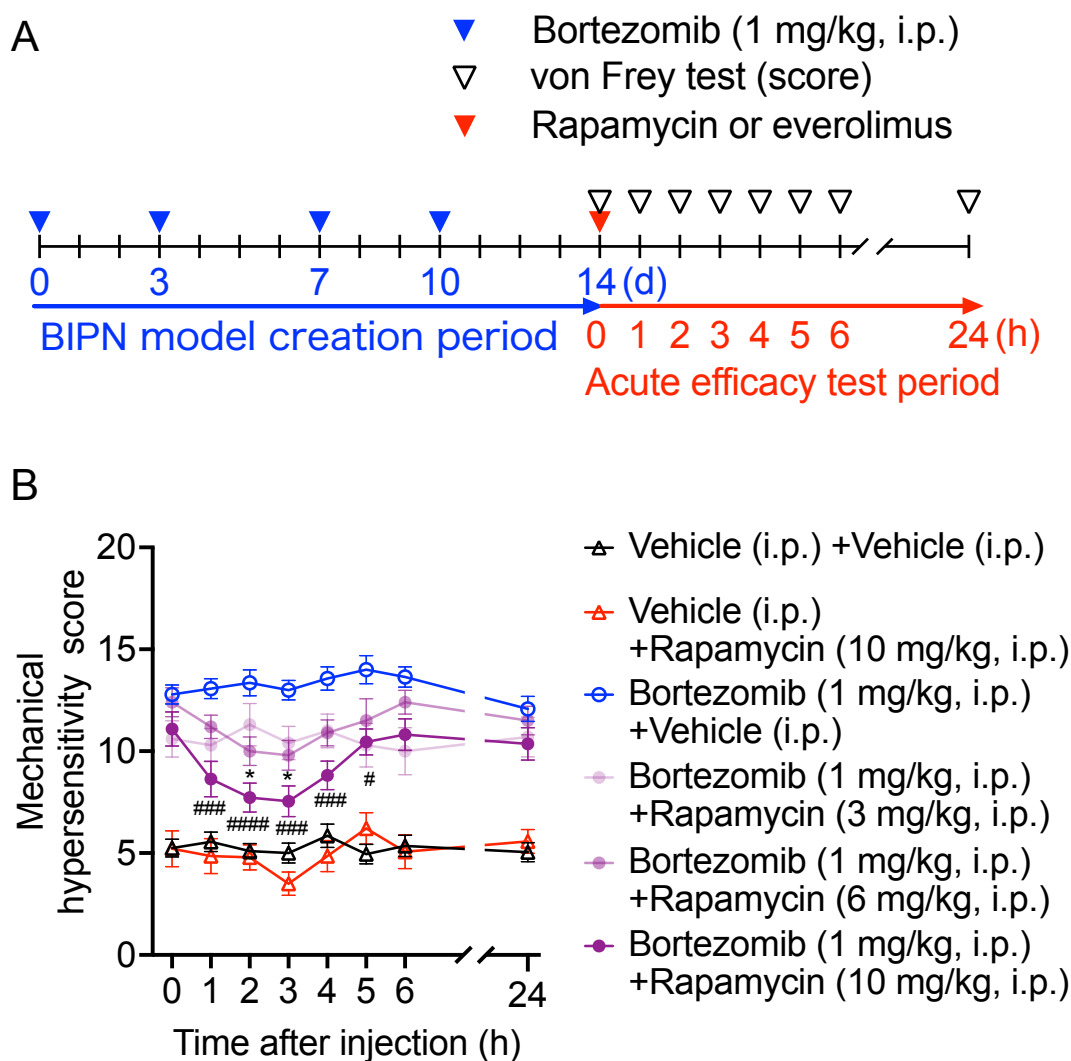 A
Bortezomib (1 mg/kg, i.p.)
von Frey test (score)
Rapamycin or everolimus
0 3 7 10 14 (d)
BIPN model creation period
0 1 2 3 4 5 6 24 (h)
Acute efficacy test period
B
Mechanical
hypersensitivity score
20
15
10
5
0
* * #
### ###
#### ###
0 1 2 3 4 5 6 24
Time after injection (h)
Vehicle (i.p.) +Vehicle (i.p.)
Vehicle (i.p.)
+Rapamycin (10 mg/kg, i.p.)
Bortezomib (1 mg/kg, i.p.)
+Vehicle (i.p.)
Bortezomib (1 mg/kg, i.p.)
+Rapamycin (3 mg/kg, i.p.)
Bortezomib (1 mg/kg, i.p.)
+Rapamycin (6 mg/kg, i.p.)
Bortezomib (1 mg/kg, i.p.)
+Rapamycin (10 mg/kg, i.p.)